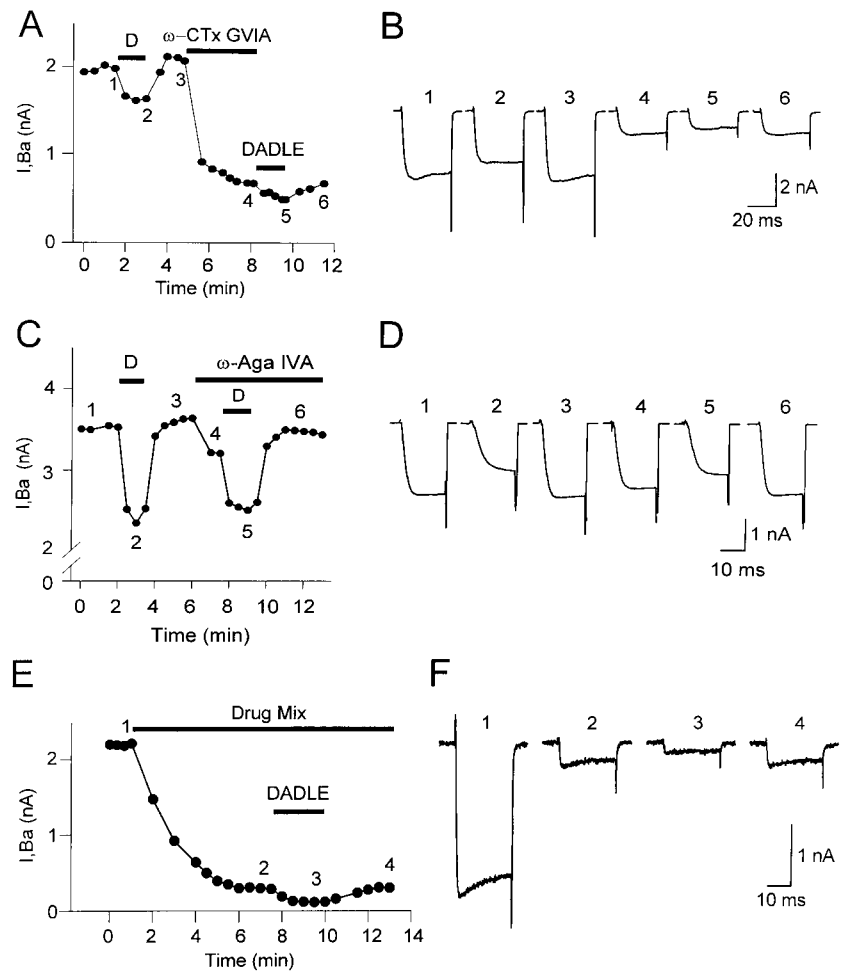 A
D
ω-CTx GVIA
2
1
0
I,Ba (nA)
1
2
3
DADLE
4
5
6
0 2 4 6 8 10 12
Time (min)
B
1 2 3 4 5 6
2 nA
20 ms
C
D
ω-Aga IVA
D
4
3
2
0
I,Ba (nA)
1
2
3
4
5
6
0 2 4 6 8 10 12
Time (min)
D
1 2 3 4 5 6
1 nA
10 ms
E
Drug Mix
DADLE
2
1
0
I,Ba (nA)
1
2
3
4
0 2 4 6 8 10 12 14
Time (min)
F
1 2 3 4
1 nA
10 ms